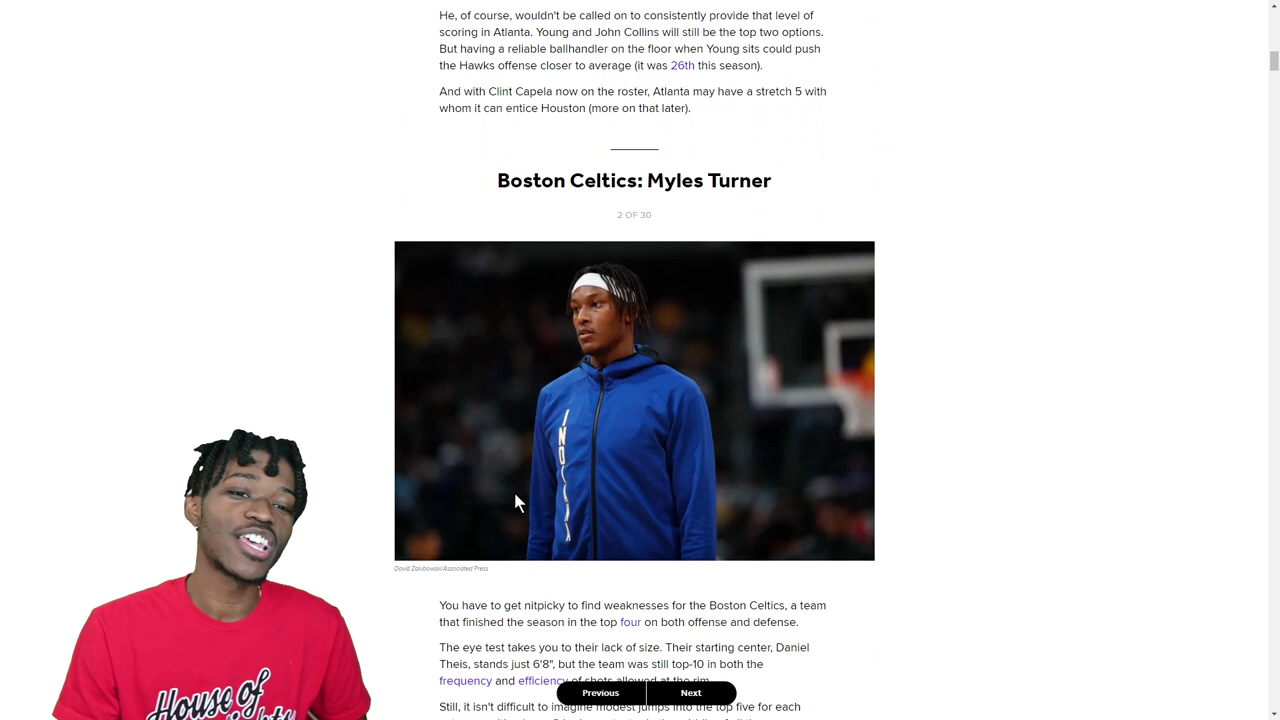 He, of course, wouldn't be called on to consistently provide that level of
scoring in Atlanta. Young and John Collins will still be the top two options.
But having a reliable ballhandler on the floor when Young sits could push
the Hawks offense closer to average (it was 26th this season).
And with Clint Capela now on the roster, Atlanta may have a stretch 5 with
whom it can entice Houston (more on that later).
Boston Celtics: Myles Turner
2 OF 30
INDIANA
David Zalubowski/Associated Press
You have to get nitpicky to find weaknesses for the Boston Celtics, a team
that finished the season in the top four on both offense and defense.
The eye test takes you to their lack of size. Their starting center, Daniel
Theis, stands just 6'8", but the team was still top-10 in both the
frequency and efficiency of shots allowed at the rim.
Previous Next
Still, it isn't difficult to imagine modest jumps into the top five for each
House of